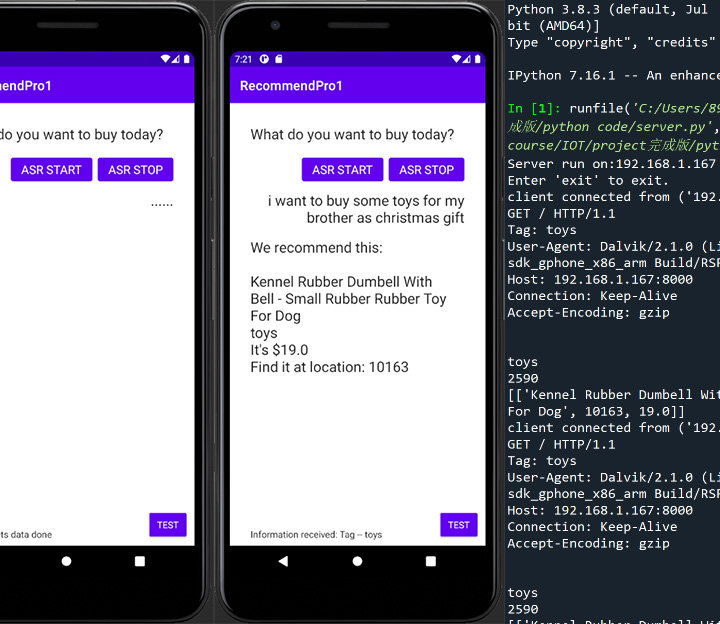 mendPro1
do you want to buy today?
ASR START ASR STOP
......
ts data done
TEST
7:21
RecommendPro1
What do you want to buy today?
ASR START ASR STOP
i want to buy some toys for my
brother as christmas gift
We recommend this:
Kennel Rubber Dumbell With
Bell - Small Rubber Rubber Toy
For Dog
toys
It's $19.0
Find it at location: 10163
TEST
Information received: Tag -- toys
Python 3.8.3 (default, Jul
bit (AMD64)]
Type "copyright", "credits"
IPython 7.16.1 -- An enhance
In [1]: runfile('C:/Users/89
成版/python code/server.py',
course/IOT/project完成版/pyt
Server run on:192.168.1.167
Enter 'exit' to exit.
client connected from ('192.
GET / HTTP/1.1
Tag: toys
User-Agent: Dalvik/2.1.0 (Li
sdk_gphone_x86_arm Build/RSR
Host: 192.168.1.167:8000
Connection: Keep-Alive
Accept-Encoding: gzip
toys
2590
[['Kennel Rubber Dumbell Wit
For Dog', 10163, 19.0]]
client connected from ('192.
GET / HTTP/1.1
Tag: toys
User-Agent: Dalvik/2.1.0 (Li
sdk_gphone_x86_arm Build/RSR
Host: 192.168.1.167:8000
Connection: Keep-Alive
Accept-Encoding: gzip
toys
2590
[['Kennel Rubber Dumbell Wit